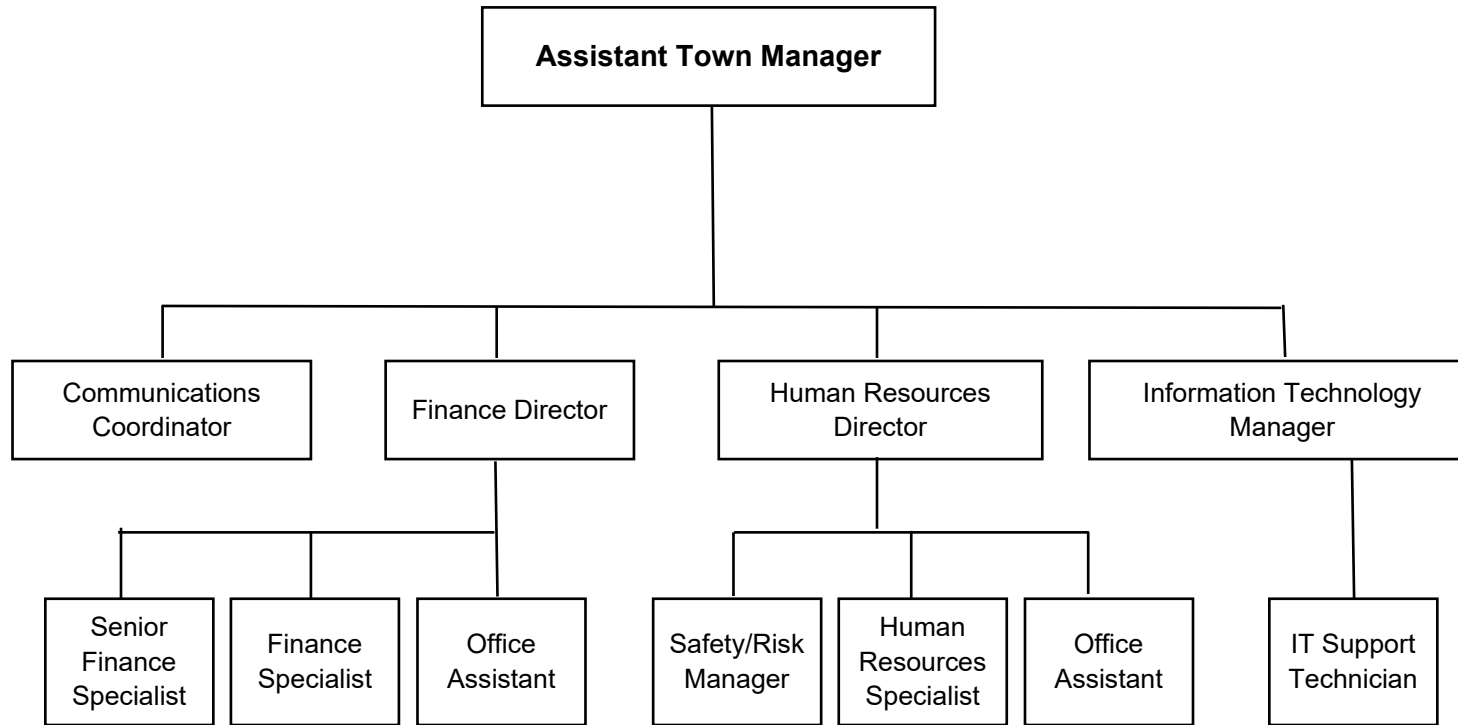 Assistant Town Manager
Communications
Coordinator
Finance Director
Human Resources
Director
Information Technology
Manager
Senior
Finance
Specialist
Finance
Specialist
Office
Assistant
Safety/Risk
Manager
Human
Resources
Specialist
Office
Assistant
IT Support
Technician